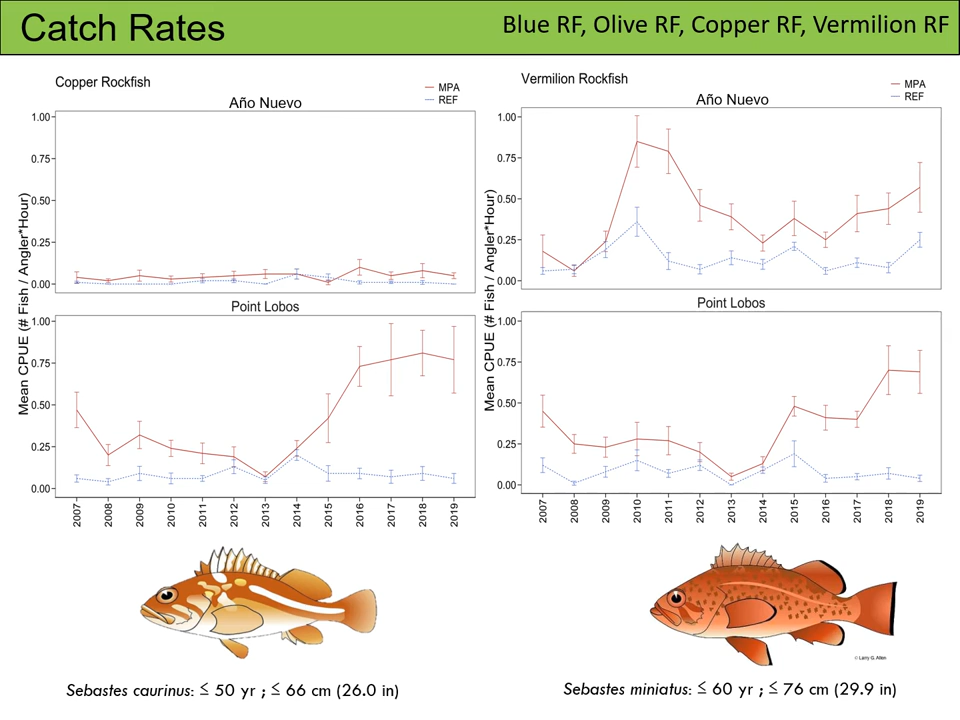 Catch Rates
Blue RF, Olive RF, Copper RF, Vermilion RF
Copper Rockfish
MPA
REF
Año Nuevo
1.00
0.75
0.50
0.25
0.00
Point Lobos
1.00
0.75
0.50
0.25
0.00
Mean CPUE (# Fish / Angler*Hour)
2007 2008 2009 2010 2011 2012 2013 2014 2015 2016 2017 2018 2019
Vermilion Rockfish
MPA
REF
Año Nuevo
1.00
0.75
0.50
0.25
0.00
Point Lobos
1.00
0.75
0.50
0.25
0.00
Mean CPUE (# Fish / Angler*Hour)
2007 2008 2009 2010 2011 2012 2013 2014 2015 2016 2017 2018 2019
© Larry G. Allen
Sebastes caurinus: ≤ 50 yr ; ≤ 66 cm (26.0 in)
Sebastes miniatus: ≤ 60 yr ; ≤ 76 cm (29.9 in)